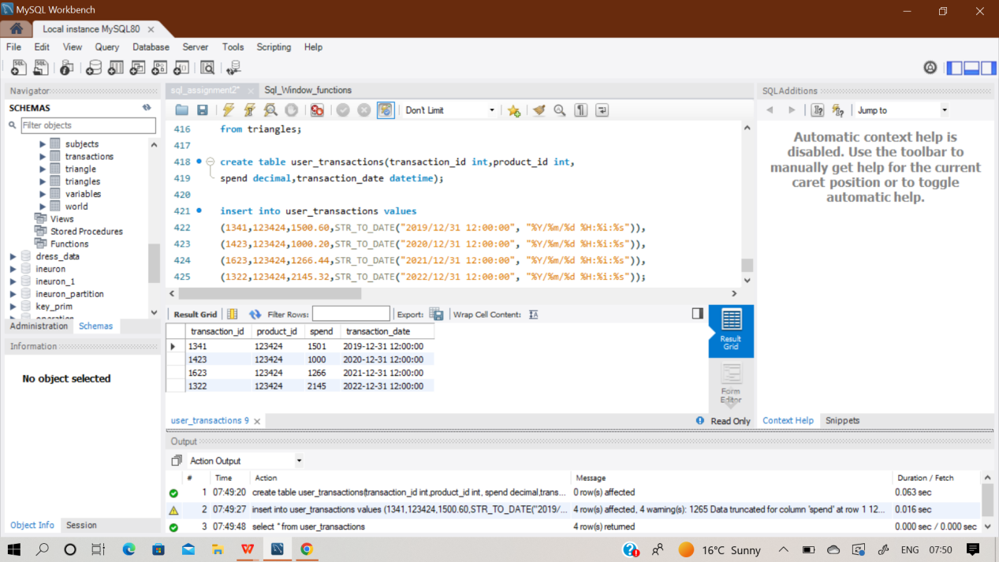 MySQL Workbench
Local instance MySQL80
File Edit View Query Database Server Tools Scripting Help
Navigator
SCHEMAS
Filter objects
subjects
transactions
triangle
triangles
variables
world
Views
Stored Procedures
Functions
dress_data
ineuron
ineuron_1
ineuron_partition
key_prim
Administration Schemas
Information
No object selected
Object Info Session
sql_assignment2* Sql_Window_functions
Don't Limit
416 from triangles;
417
418 create table user_transactions(transaction_id int,product_id int,
419 spend decimal,transaction_date datetime);
420
421 insert into user_transactions values
422 (1341,123424,1500.60,STR_TO_DATE("2019/12/31 12:00:00", "%Y/%m/%d %H:%i:%s")),
423 (1423,123424,1000.20,STR_TO_DATE("2020/12/31 12:00:00", "%Y/%m/%d %H:%i:%s")),
424 (1623,123424,1266.44,STR_TO_DATE("2021/12/31 12:00:00", "%Y/%m/%d %H:%i:%s")),
425 (1322,123424,2145.32,STR_TO_DATE("2022/12/31 12:00:00", "%Y/%m/%d %H:%i:%s"));
Result Grid Filter Rows: Export: Wrap Cell Content:
transaction_id product_id spend transaction_date
1341 123424 1501 2019-12-31 12:00:00
1423 123424 1000 2020-12-31 12:00:00
1623 123424 1266 2021-12-31 12:00:00
1322 123424 2145 2022-12-31 12:00:00
Result
Grid
Form
Editor
user_transactions 9 Read Only
SQLAdditions
Jump to
Automatic context help is
disabled. Use the toolbar to
manually get help for the current
caret position or to toggle
automatic help.
Context Help Snippets
Output
Action Output
# Time Action Message Duration / Fetch
1 07:49:20 create table user_transactions(transaction_id int,product_id int, spend decimal,trans... 0 row(s) affected 0.063 sec
2 07:49:27 insert into user_transactions values (1341,123424,1500.60,STR_TO_DATE("2019/... 4 row(s) affected, 4 warning(s): 1265 Data truncated for column 'spend' at row 1 12... 0.016 sec
3 07:49:48 select * from user_transactions 4 row(s) returned 0.000 sec / 0.000 sec
16°C Sunny ENG 07:50